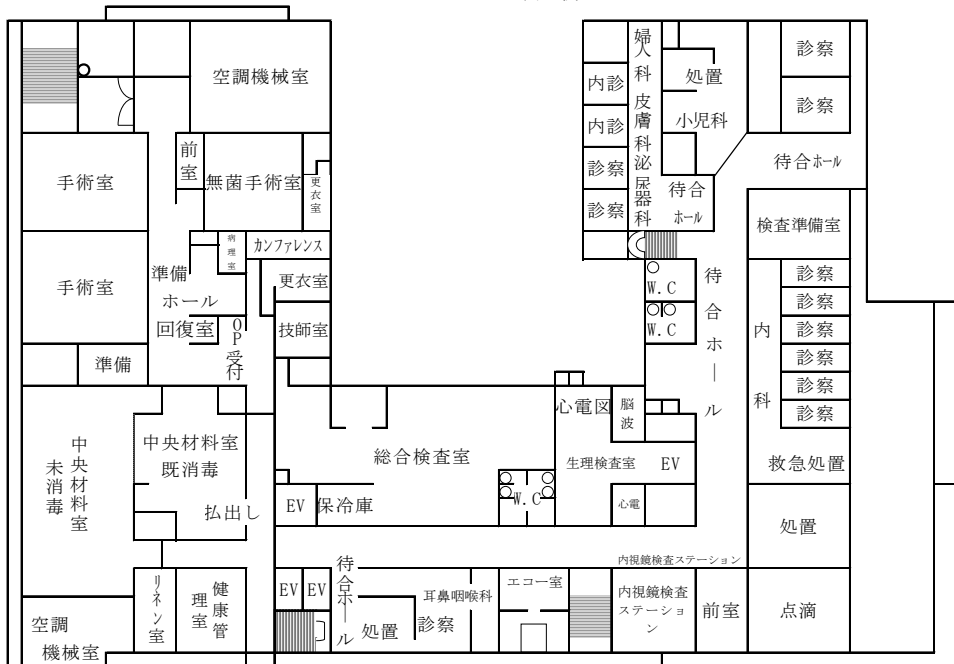 空調機械室
前室
手術室
無菌手術室
更衣室
病理室
カンファレンス
手術室
準備
ホール
回復室
OP受付
更衣室
技師室
準備
中央材料室
未消毒
中央材料室
既消毒
払出し
総合検査室
EV
保冷庫
W.C
心電図
脳波
生理検査室
EV
心電
婦人科
皮膚科
泌尿器科
内診
内診
診察
診察
処置
小児科
待合
ホール
診察
診察
待合ホール
検査準備室
W.C
W.C
待合ホール
内科
診察
診察
診察
診察
診察
診察
救急処置
処置
内視鏡検査ステーション
空調
機械室
リネン室
健康管理室
EV
EV
待合ホール
処置
耳鼻咽喉科
診察
エコー室
内視鏡検査
ステーショ
ン
前室
点滴